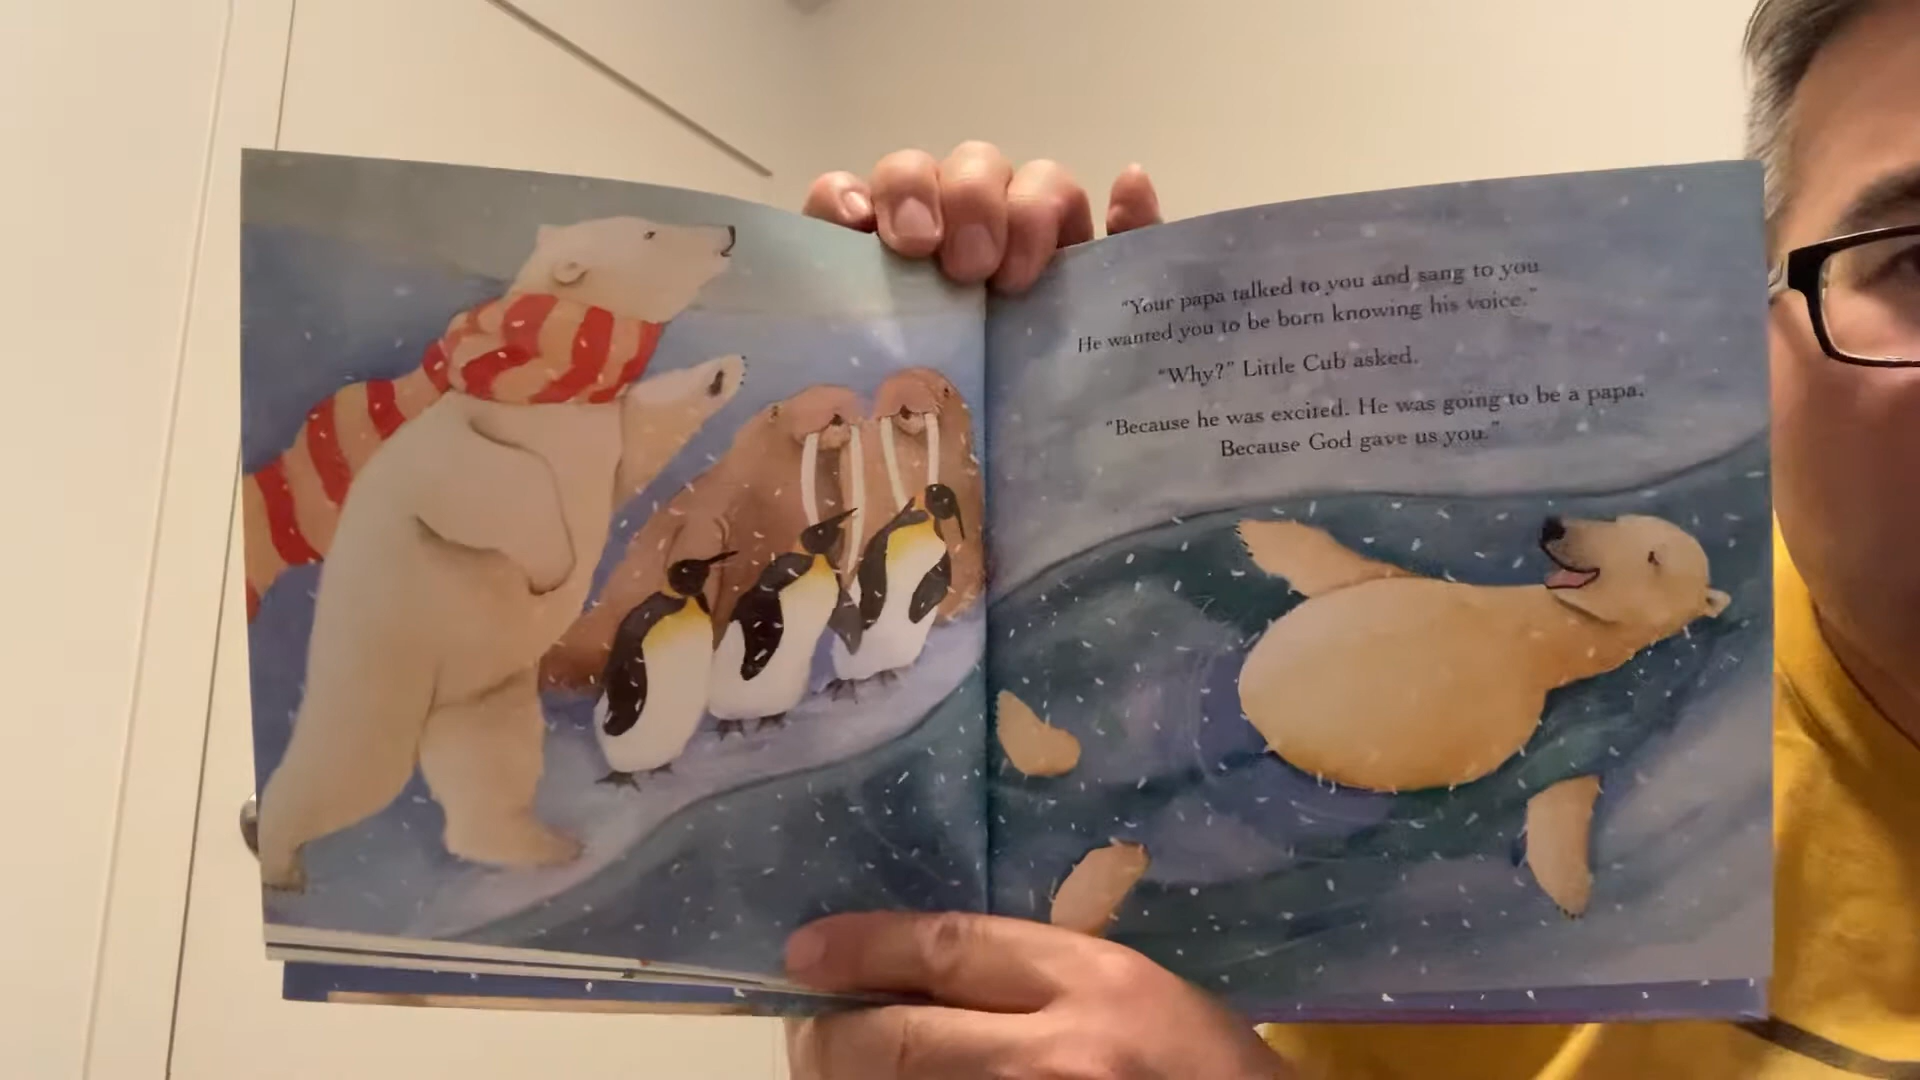 “Your papa talked to you and sang to you
He wanted you to be born knowing his voice.”
“Why?” Little Cub asked.
“Because he was excited. He was going to be a papa.
Because God gave us you.”